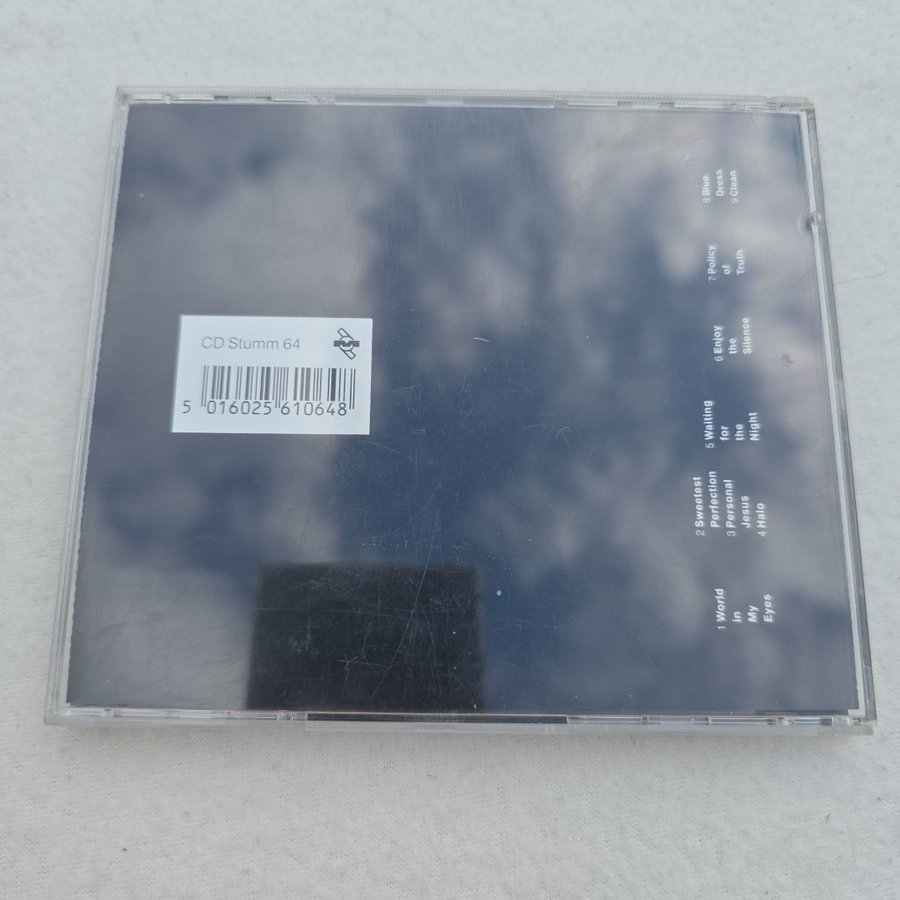 CD Stumm 64
5 016025 610648
1 World
in
My
Eyes
2 Sweetest
Perfection
3 Personal
Jesus
4 Halo
5 Waiting
for
the
Night
6 Enjoy
the
Silence
7 Policy
of
Truth
8 Blue
Dress
9 Clean